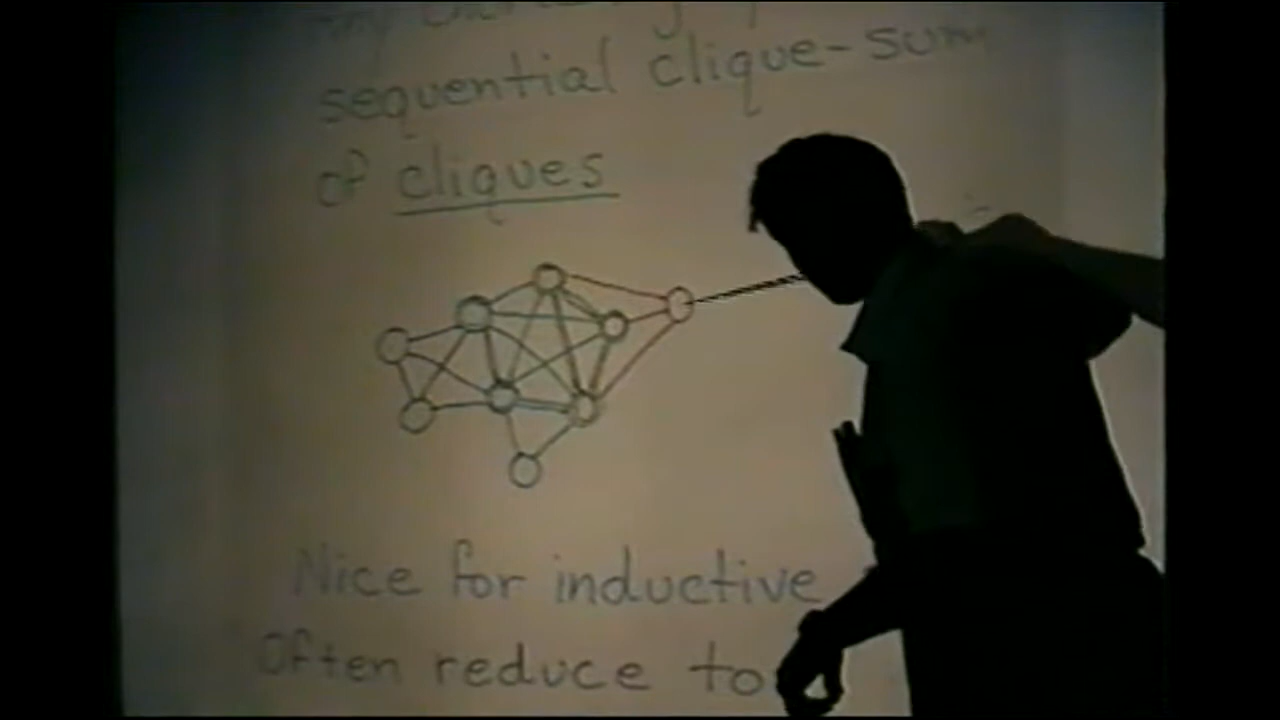 sequential clique-sum
of cliques
Nice for inductive
Often reduce to